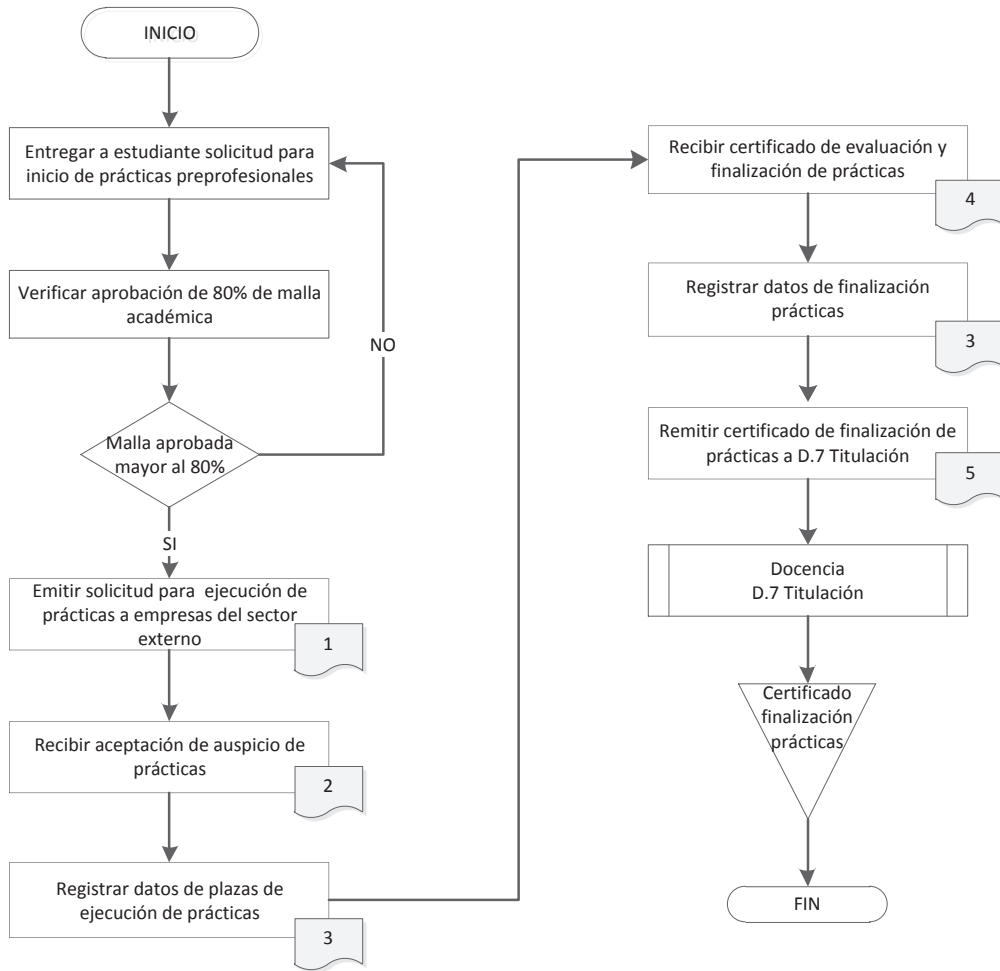 INICIO
Entregar a estudiante solicitud para
inicio de prácticas preprofesionales
Verificar aprobación de 80% de malla
académica
NO
Malla aprobada
mayor al 80%
SI
Emitir solicitud para ejecución de
prácticas a empresas del sector
externo
1
Recibir aceptación de auspicio de
prácticas
2
Registrar datos de plazas de
ejecución de prácticas
3
Recibir certificado de evaluación y
finalización de prácticas
4
Registrar datos de finalización
prácticas
3
Remitir certificado de finalización de
prácticas a D.7 Titulación
5
Docencia
D.7 Titulación
Certificado
finalización
prácticas
FIN